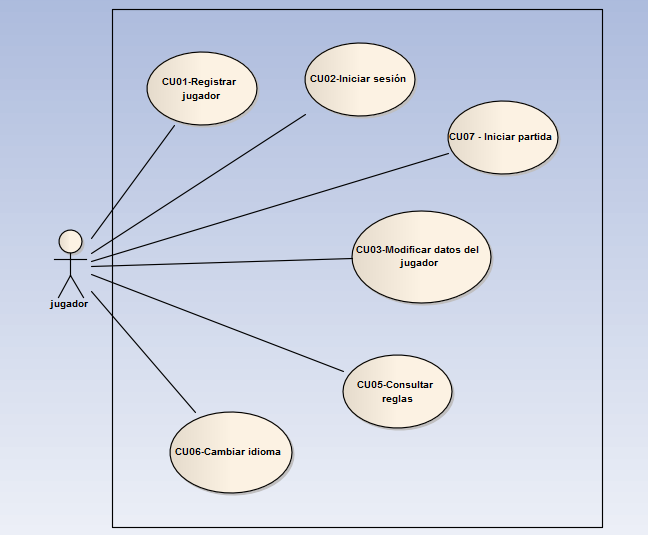 CU01-Registrar
jugador
CU02-Iniciar sesión
CU07 - Iniciar partida
CU03-Modificar datos del
jugador
jugador
CU05-Consultar
reglas
CU06-Cambiar idioma